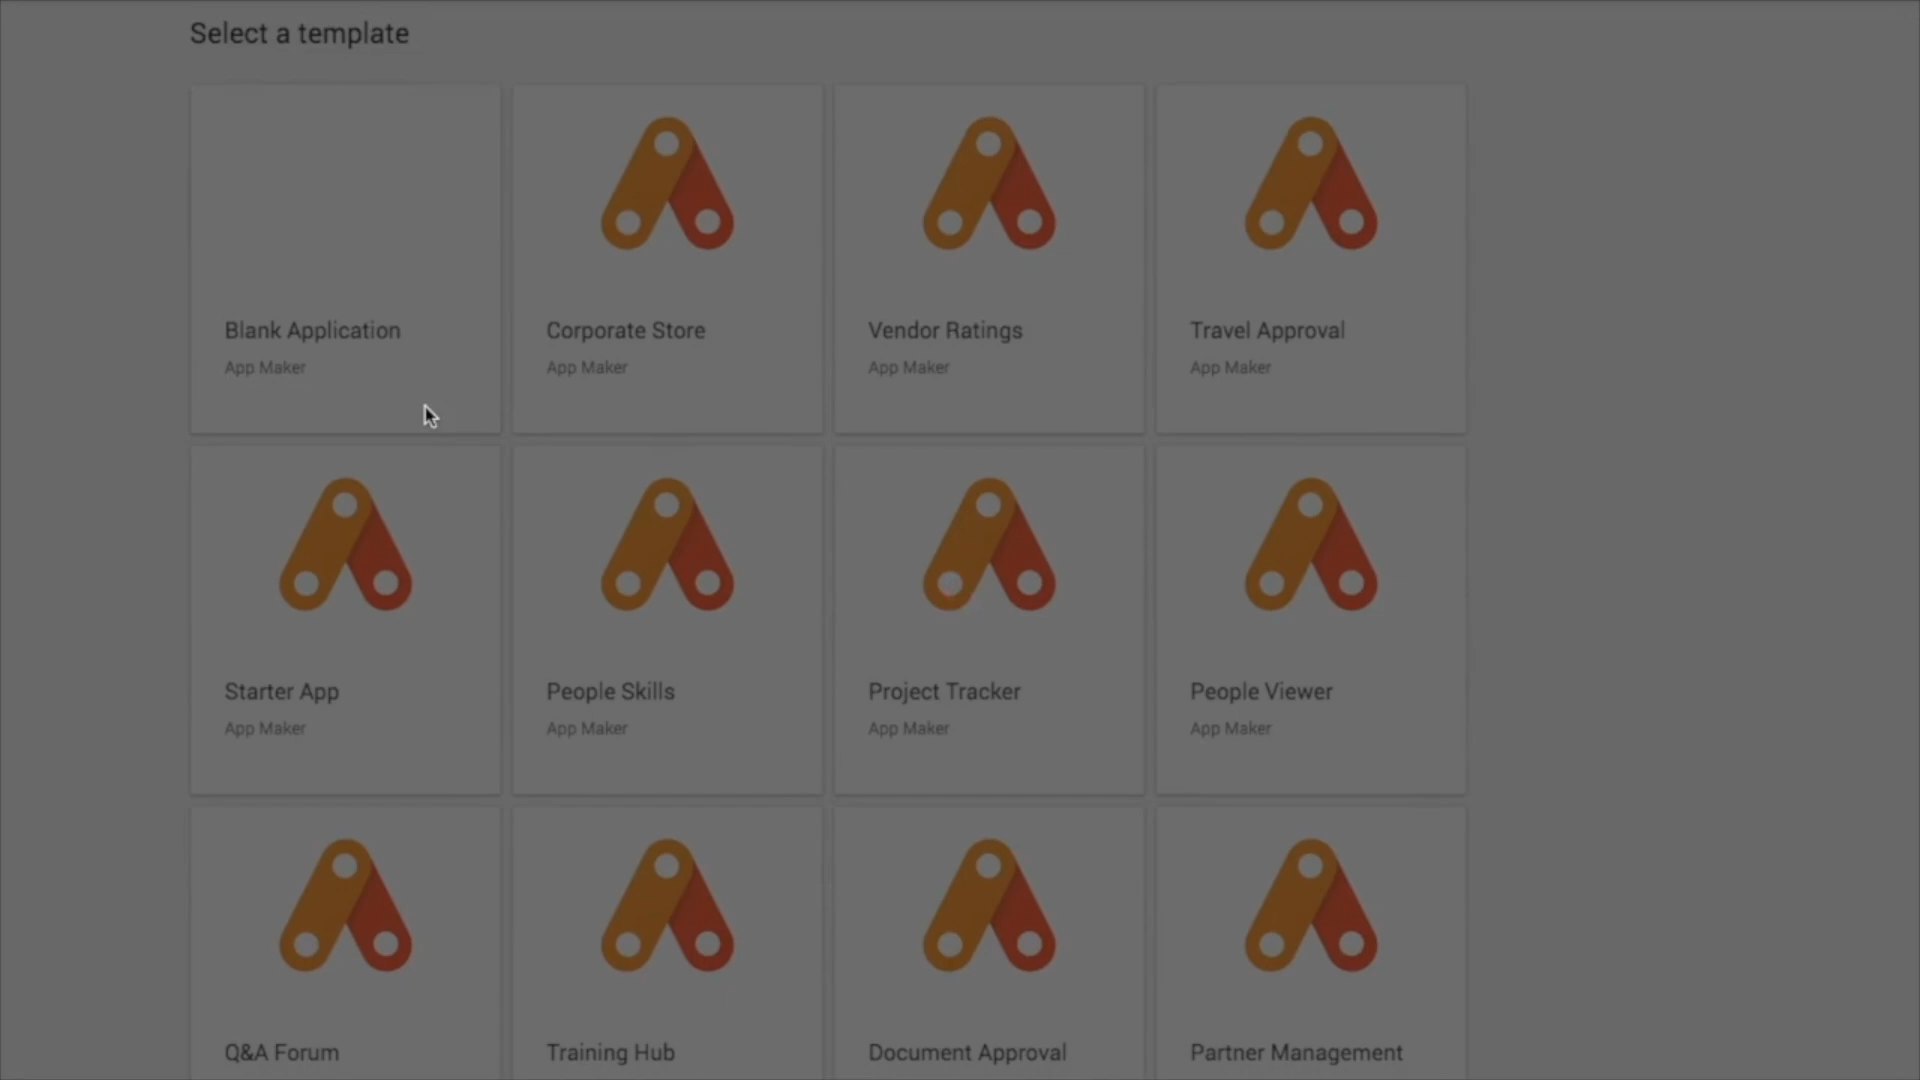 Select a template
Blank Application
App Maker
Corporate Store
App Maker
Vendor Ratings
App Maker
Travel Approval
App Maker
Starter App
App Maker
People Skills
App Maker
Project Tracker
App Maker
People Viewer
App Maker
Q&A Forum
Training Hub
Document Approval
Partner Management